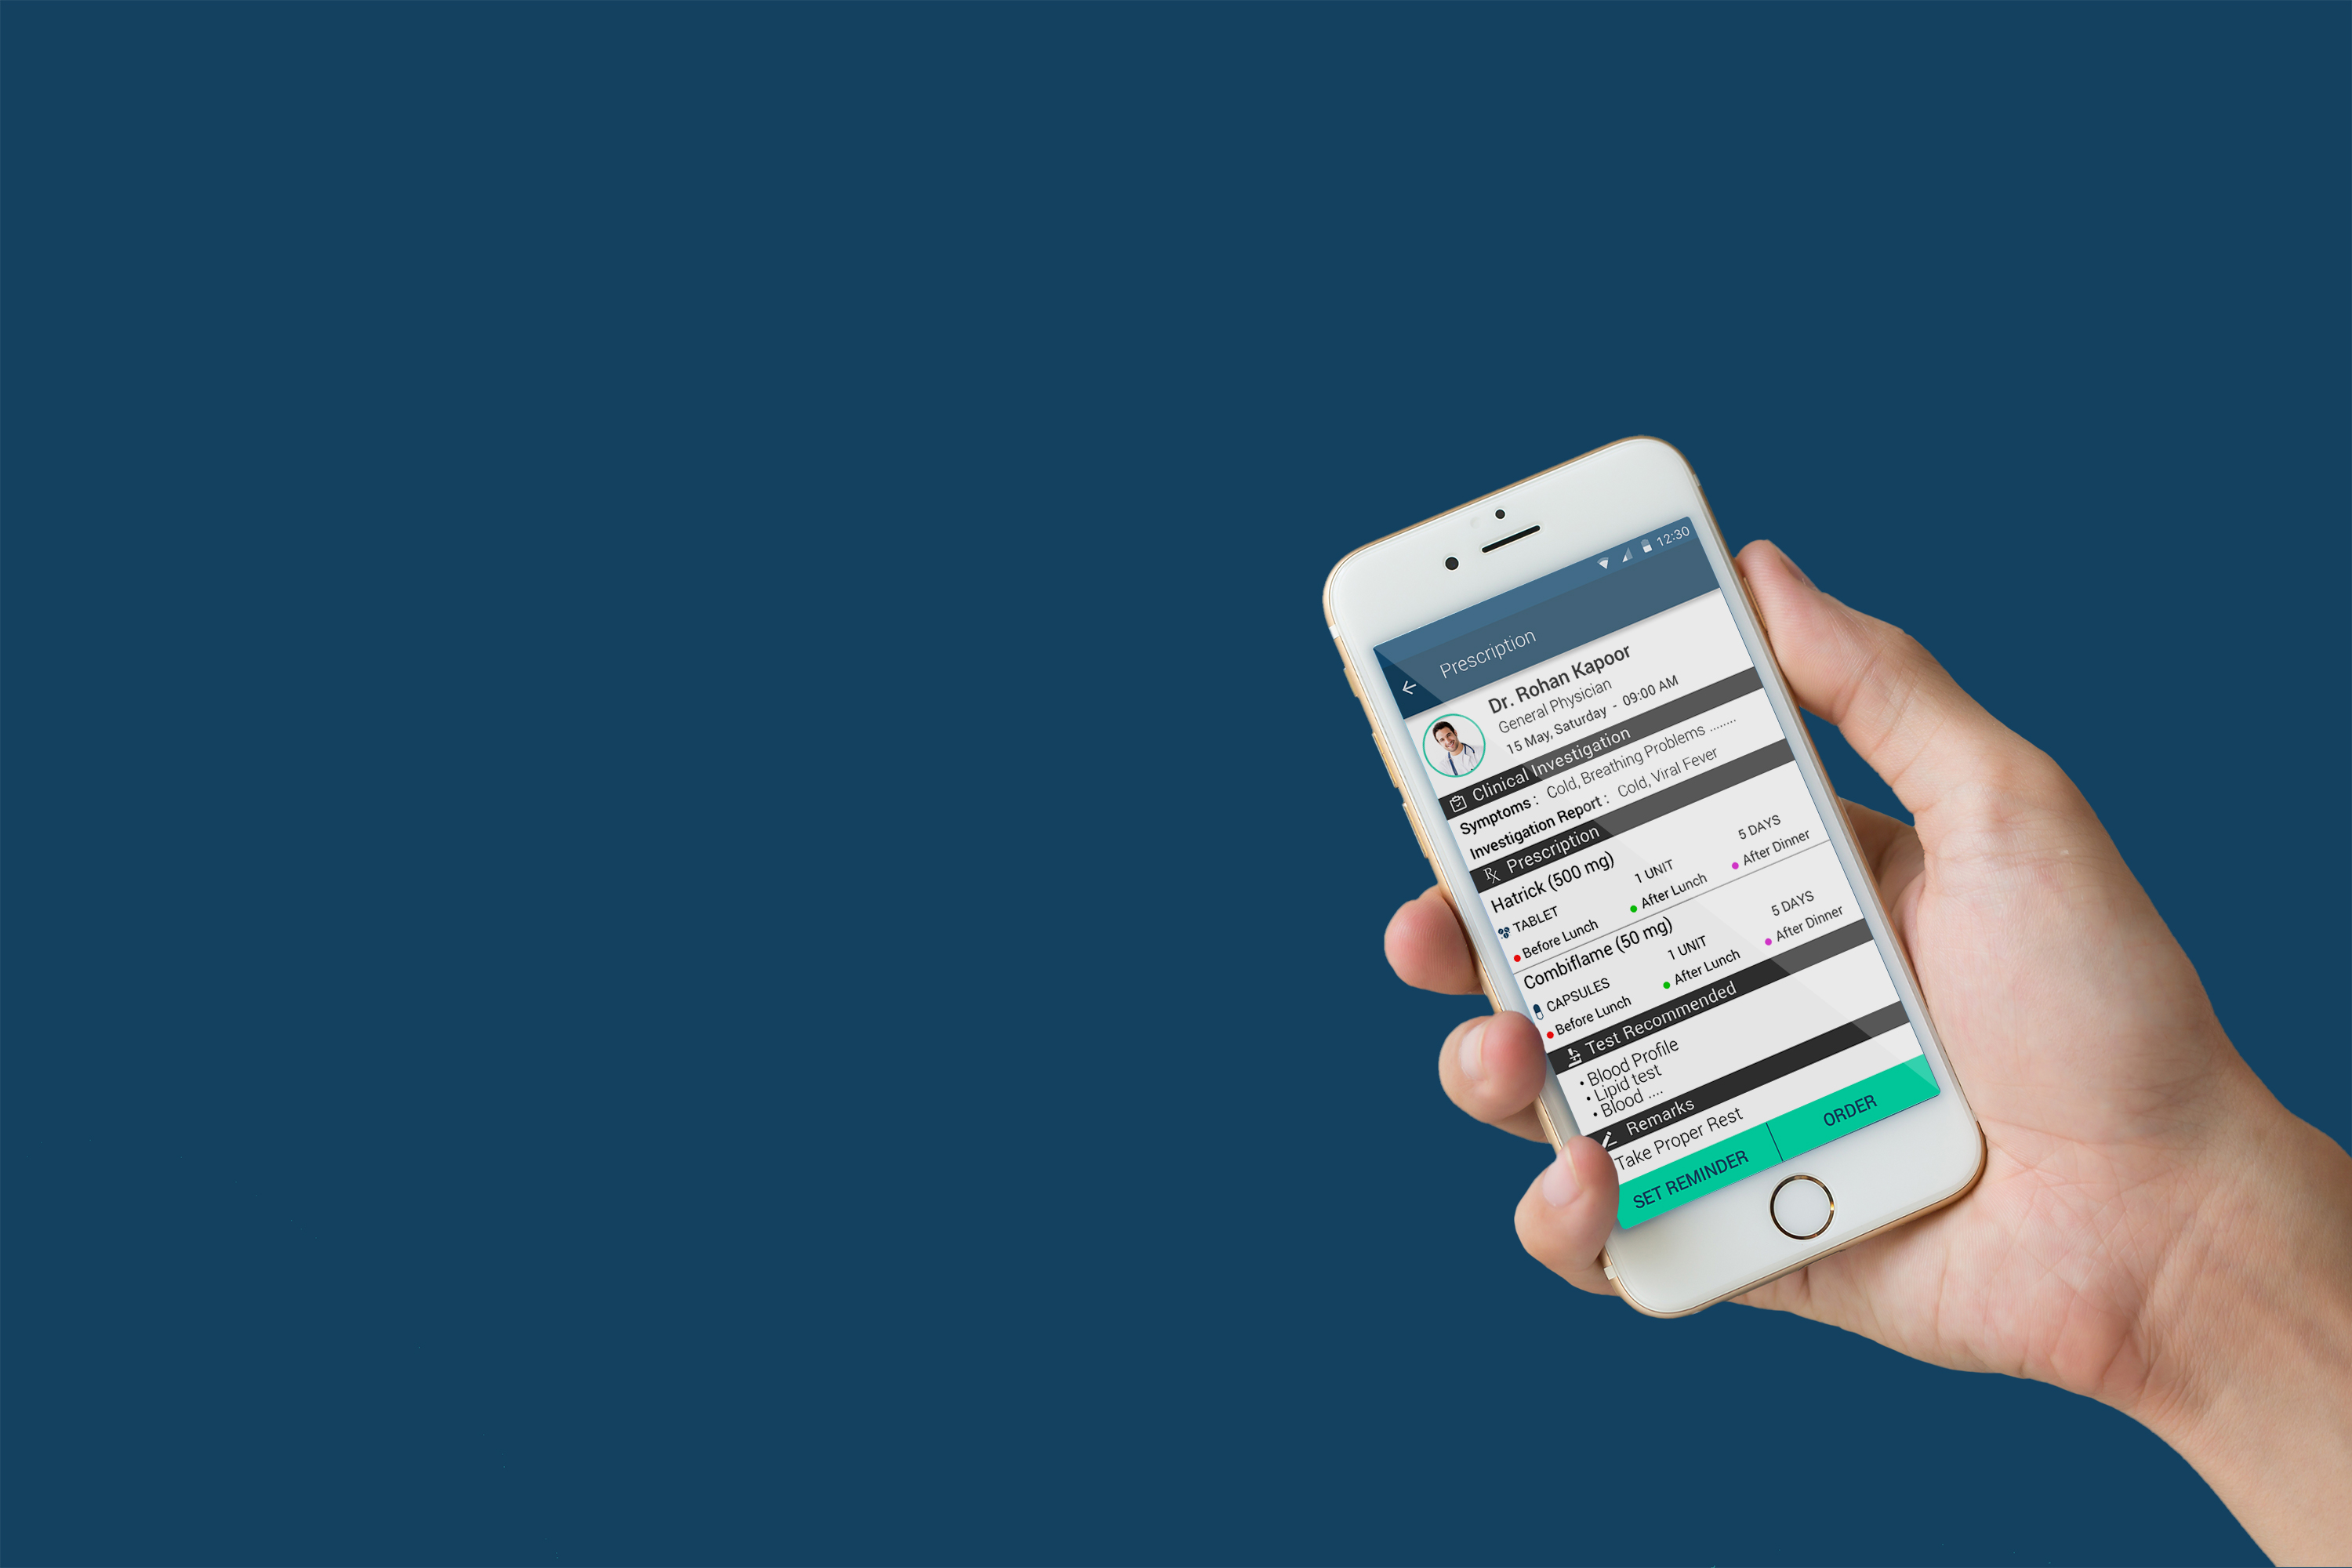 12:30
Prescription
Dr. Rohan Kapoor
General Physician
15 May, Saturday - 09:00 AM
Clinical Investigation
Symptoms : Cold, Breathing Problems ........
Investigation Report : Cold, Viral Fever
Rx Prescription
Hatrick (500 mg)
TABLET 1 UNIT 5 DAYS
Before Lunch After Lunch After Dinner
Combiflame (50 mg)
CAPSULES 1 UNIT 5 DAYS
Before Lunch After Lunch After Dinner
Test Recommended
• Blood Profile
• Lipid test
• Blood ....
Remarks
Take Proper Rest
SET REMINDER ORDER